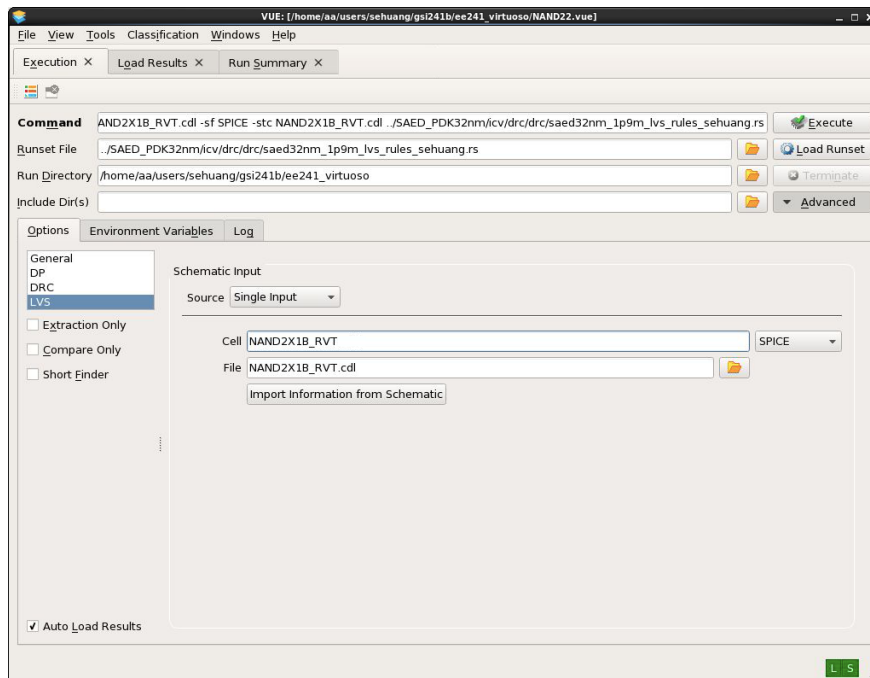 VUE: [/home/aa/users/sehuang/gsi241b/ee241_virtuoso/NAND22.vue]
File View Tools Classification Windows Help
Execution Load Results Run Summary
Command AND2X1B_RVT.cdl -sf SPICE -stc NAND2X1B_RVT.cdl ../SAED_PDK32nm/icv/drc/drc/saed32nm_1p9m_lvs_rules_sehuang.rs Execute
Runset File ../SAED_PDK32nm/icv/drc/drc/saed32nm_1p9m_lvs_rules_sehuang.rs Load Runset
Run Directory /home/aa/users/sehuang/gsi241b/ee241_virtuoso Terminate
Include Dir(s) Advanced
Options Environment Variables Log
General
DP
DRC
LVS
Extraction Only
Compare Only
Short Finder
Schematic Input
Source Single Input
Cell NAND2X1B_RVT SPICE
File NAND2X1B_RVT.cdl
Import Information from Schematic
Auto Load Results
L S